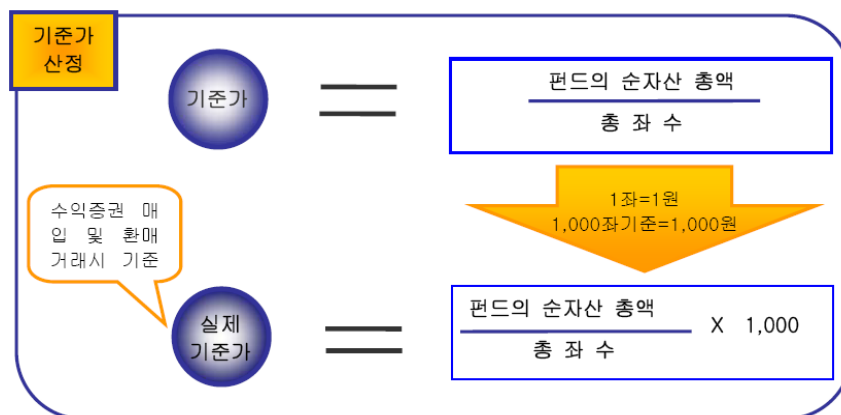 기준가
산정
기준가
펀드의 순자산 총액
총 좌 수
1좌=1원
1,000좌기준=1,000원
수익증권 매
입 및 환매
거래시 기준
실제
기준가
펀드의 순자산 총액
총 좌 수
X 1,000